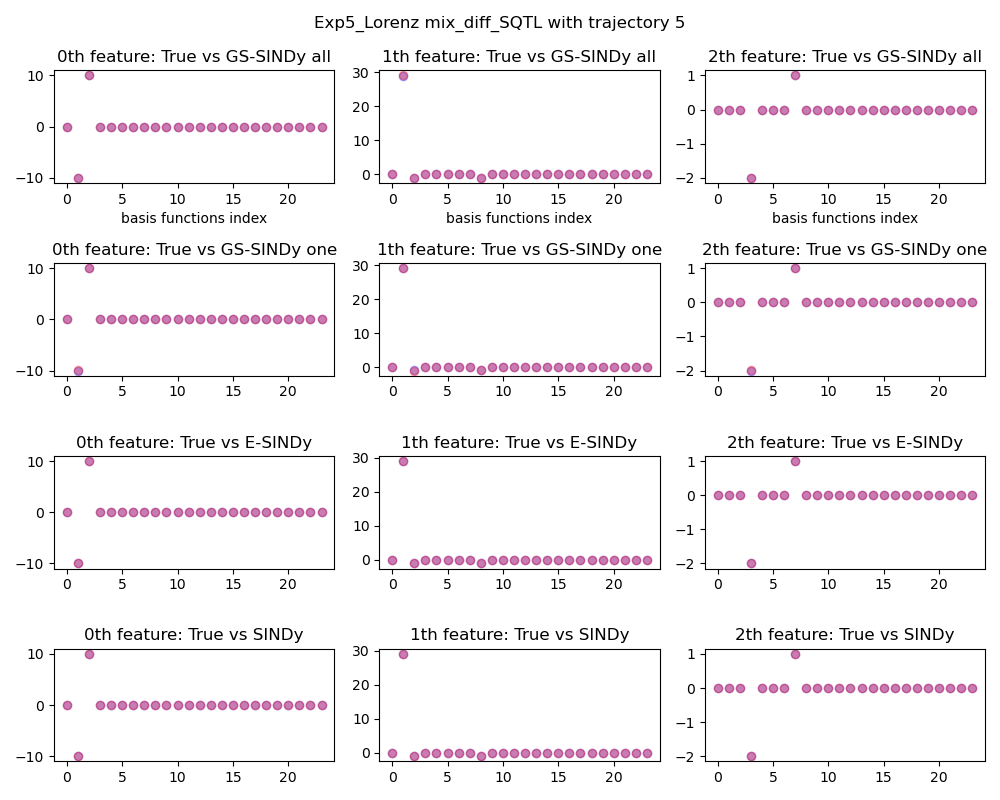 Exp5_Lorenz mix_diff_SQTL with trajectory 5
0th feature: True vs GS-SINDy all
1th feature: True vs GS-SINDy all
2th feature: True vs GS-SINDy all
10
0
−10
0 5 10 15 20
basis functions index
30
20
10
0
0 5 10 15 20
basis functions index
1
0
−1
−2
0 5 10 15 20
basis functions index
0th feature: True vs GS-SINDy one
1th feature: True vs GS-SINDy one
2th feature: True vs GS-SINDy one
10
0
−10
0 5 10 15 20
30
20
10
0
0 5 10 15 20
1
0
−1
−2
0 5 10 15 20
0th feature: True vs E-SINDy
1th feature: True vs E-SINDy
2th feature: True vs E-SINDy
10
0
−10
0 5 10 15 20
30
20
10
0
0 5 10 15 20
1
0
−1
−2
0 5 10 15 20
0th feature: True vs SINDy
1th feature: True vs SINDy
2th feature: True vs SINDy
10
0
−10
0 5 10 15 20
30
20
10
0
0 5 10 15 20
1
0
−1
−2
0 5 10 15 20